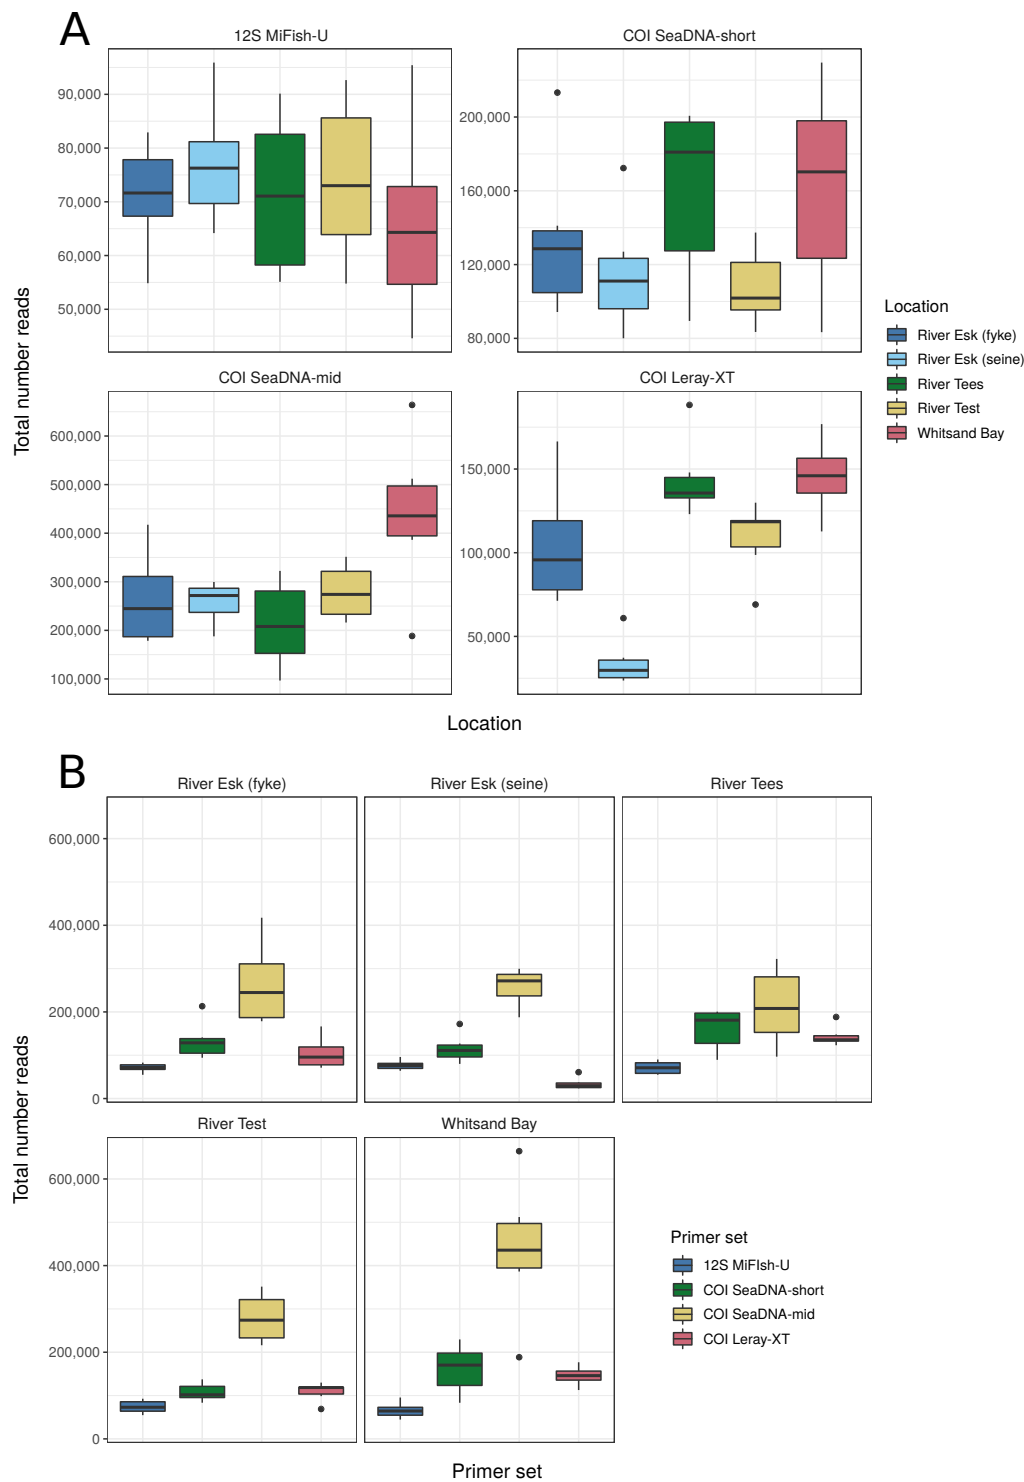 A
12S MiFish-U
COI SeaDNA-short
90,000
80,000
70,000
60,000
50,000
200,000
160,000
120,000
80,000
Total number reads
COI SeaDNA-mid
COI Leray-XT
600,000
500,000
400,000
300,000
200,000
100,000
150,000
100,000
50,000
Location
Location
River Esk (fyke)
River Esk (seine)
River Tees
River Test
Whitsand Bay
B
River Esk (fyke)
River Esk (seine)
River Tees
600,000
400,000
200,000
0
Total number reads
River Test
Whitsand Bay
600,000
400,000
200,000
0
Primer set
Primer set
12S MiFIsh-U
COI SeaDNA-short
COI SeaDNA-mid
COI Leray-XT